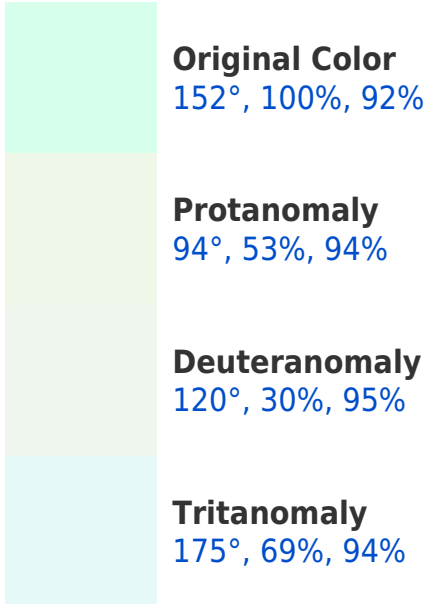 Original Color
152°, 100%, 92%
Protanomaly
94°, 53%, 94%
Deuteranomaly
120°, 30%, 95%
Tritanomaly
175°, 69%, 94%